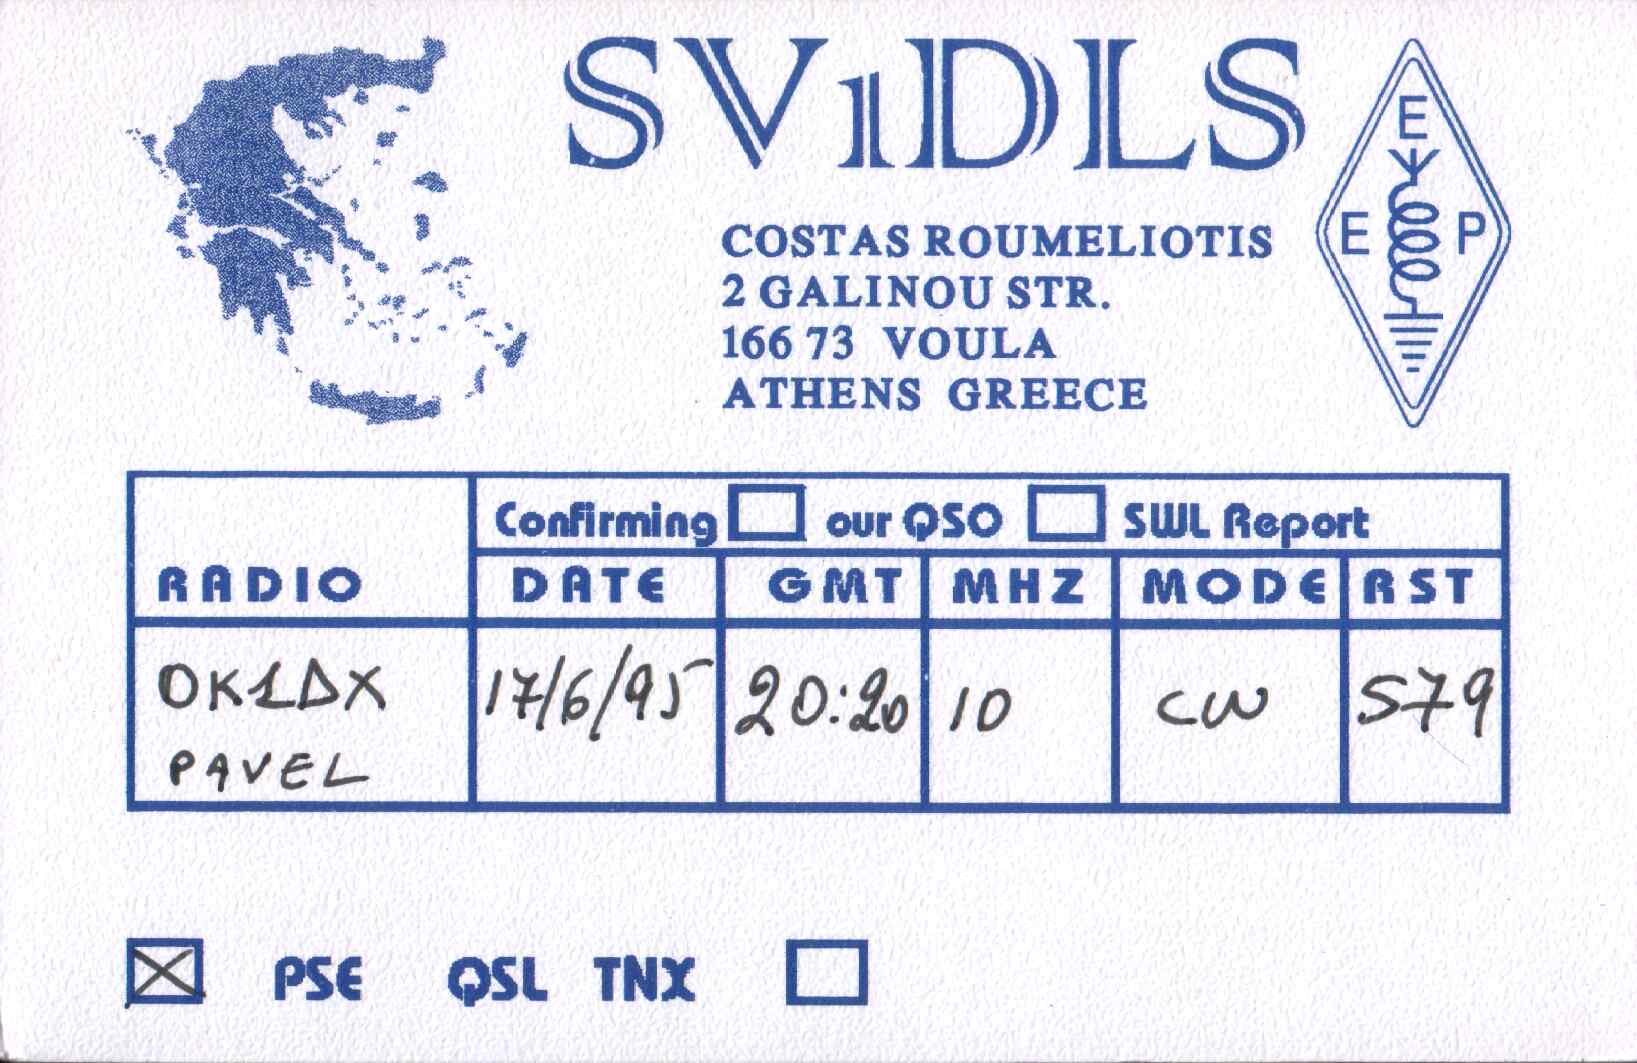 SV1DLS
COSTAS ROUMELIOTIS
2 GALINOU STR.
166 73 VOULA
ATHENS GREECE
E
E P
Confirming our QSO SWL Report
RADIO DATE GMT MHZ MODE RST
OK1DX 17/6/95 20:20 10 CW 579
PAVEL
PSE QSL TNX